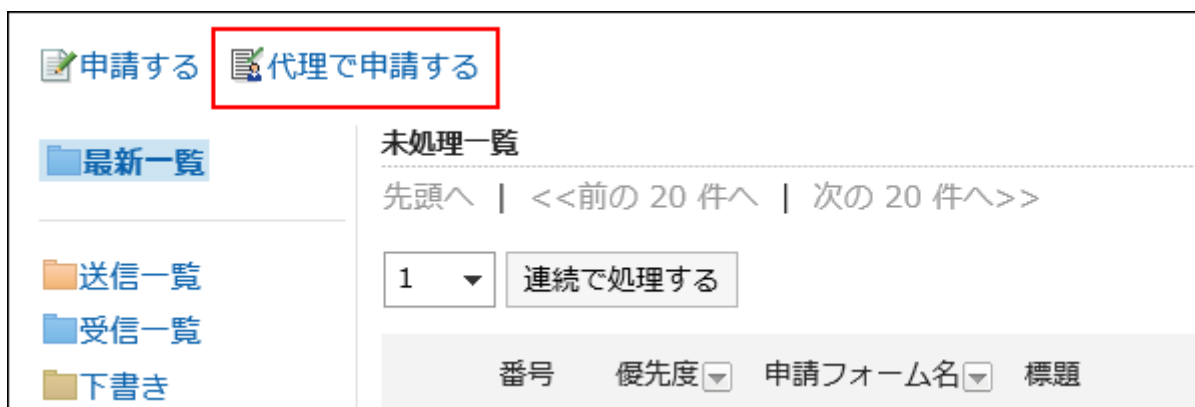 申請する 代理で申請する
最新一覧
未処理一覧
先頭へ | <<前の 20 件へ | 次の 20 件へ>>
1 連続で処理する
送信一覧
受信一覧
下書き
番号 優先度 申請フォーム名 標題